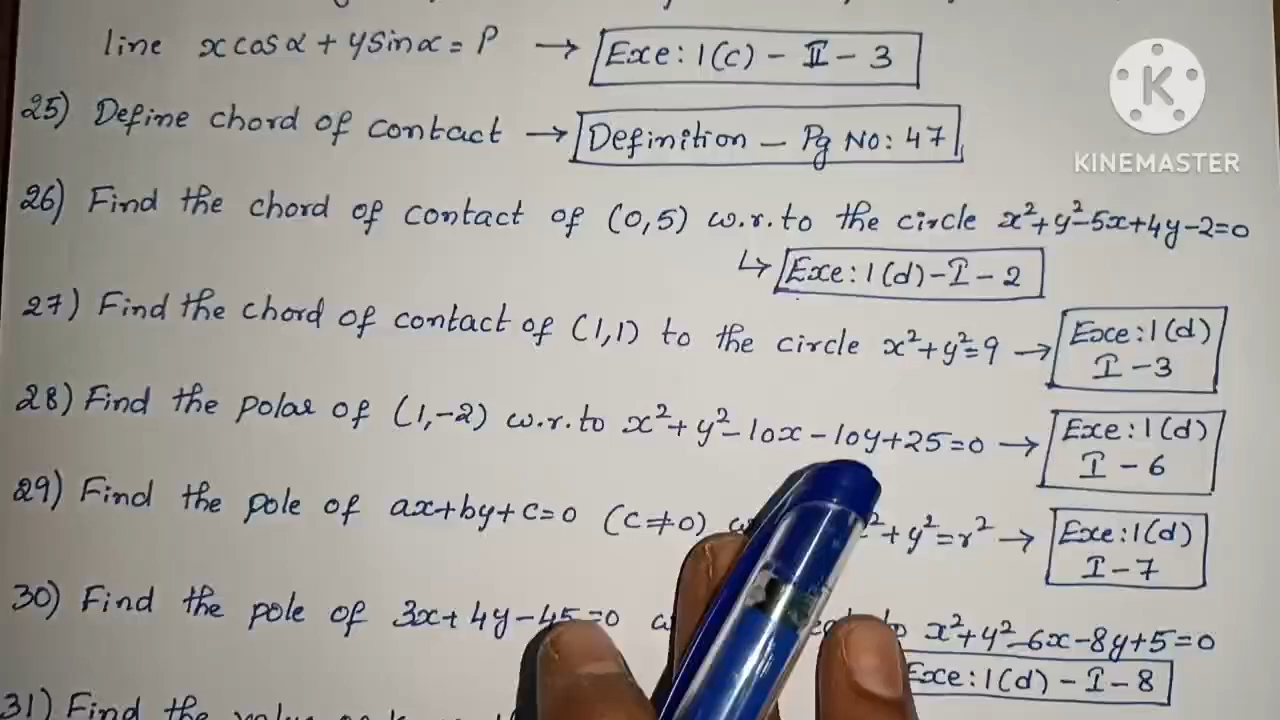 line x cos α + y sin α = P → Exe: 1(c) - II - 3
K
KINEMASTER
25) Define chord of contact → Definition - Pg No: 47
26) Find the chord of contact of (0,5) w.r.to the circle x²+y²-5x+4y-2=0
↳ Exe: 1(d) - I - 2
27) Find the chord of contact of (1,1) to the circle x²+y²=9 → Exe: 1(d)
I - 3
28) Find the polar of (1,-2) w.r.to x²+y²-10x-10y+25=0 → Exe: 1(d)
I - 6
29) Find the pole of ax+by+c=0 (c≠0) +y²=r² → Exe: 1(d)
I - 7
30) Find the pole of 3x+4y-45=0 x²+y²-6x-8y+5=0
Exe: 1(d) - I - 8
31) Find the value